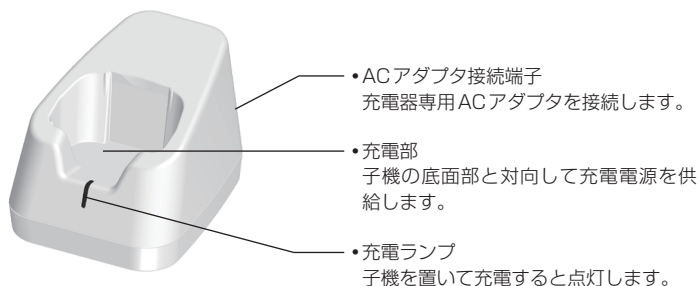 •ACアダプタ接続端子
充電器専用ACアダプタを接続します。
•充電部
子機の底面部と対向して充電電源を供
給します。
•充電ランプ
子機を置いて充電すると点灯します。